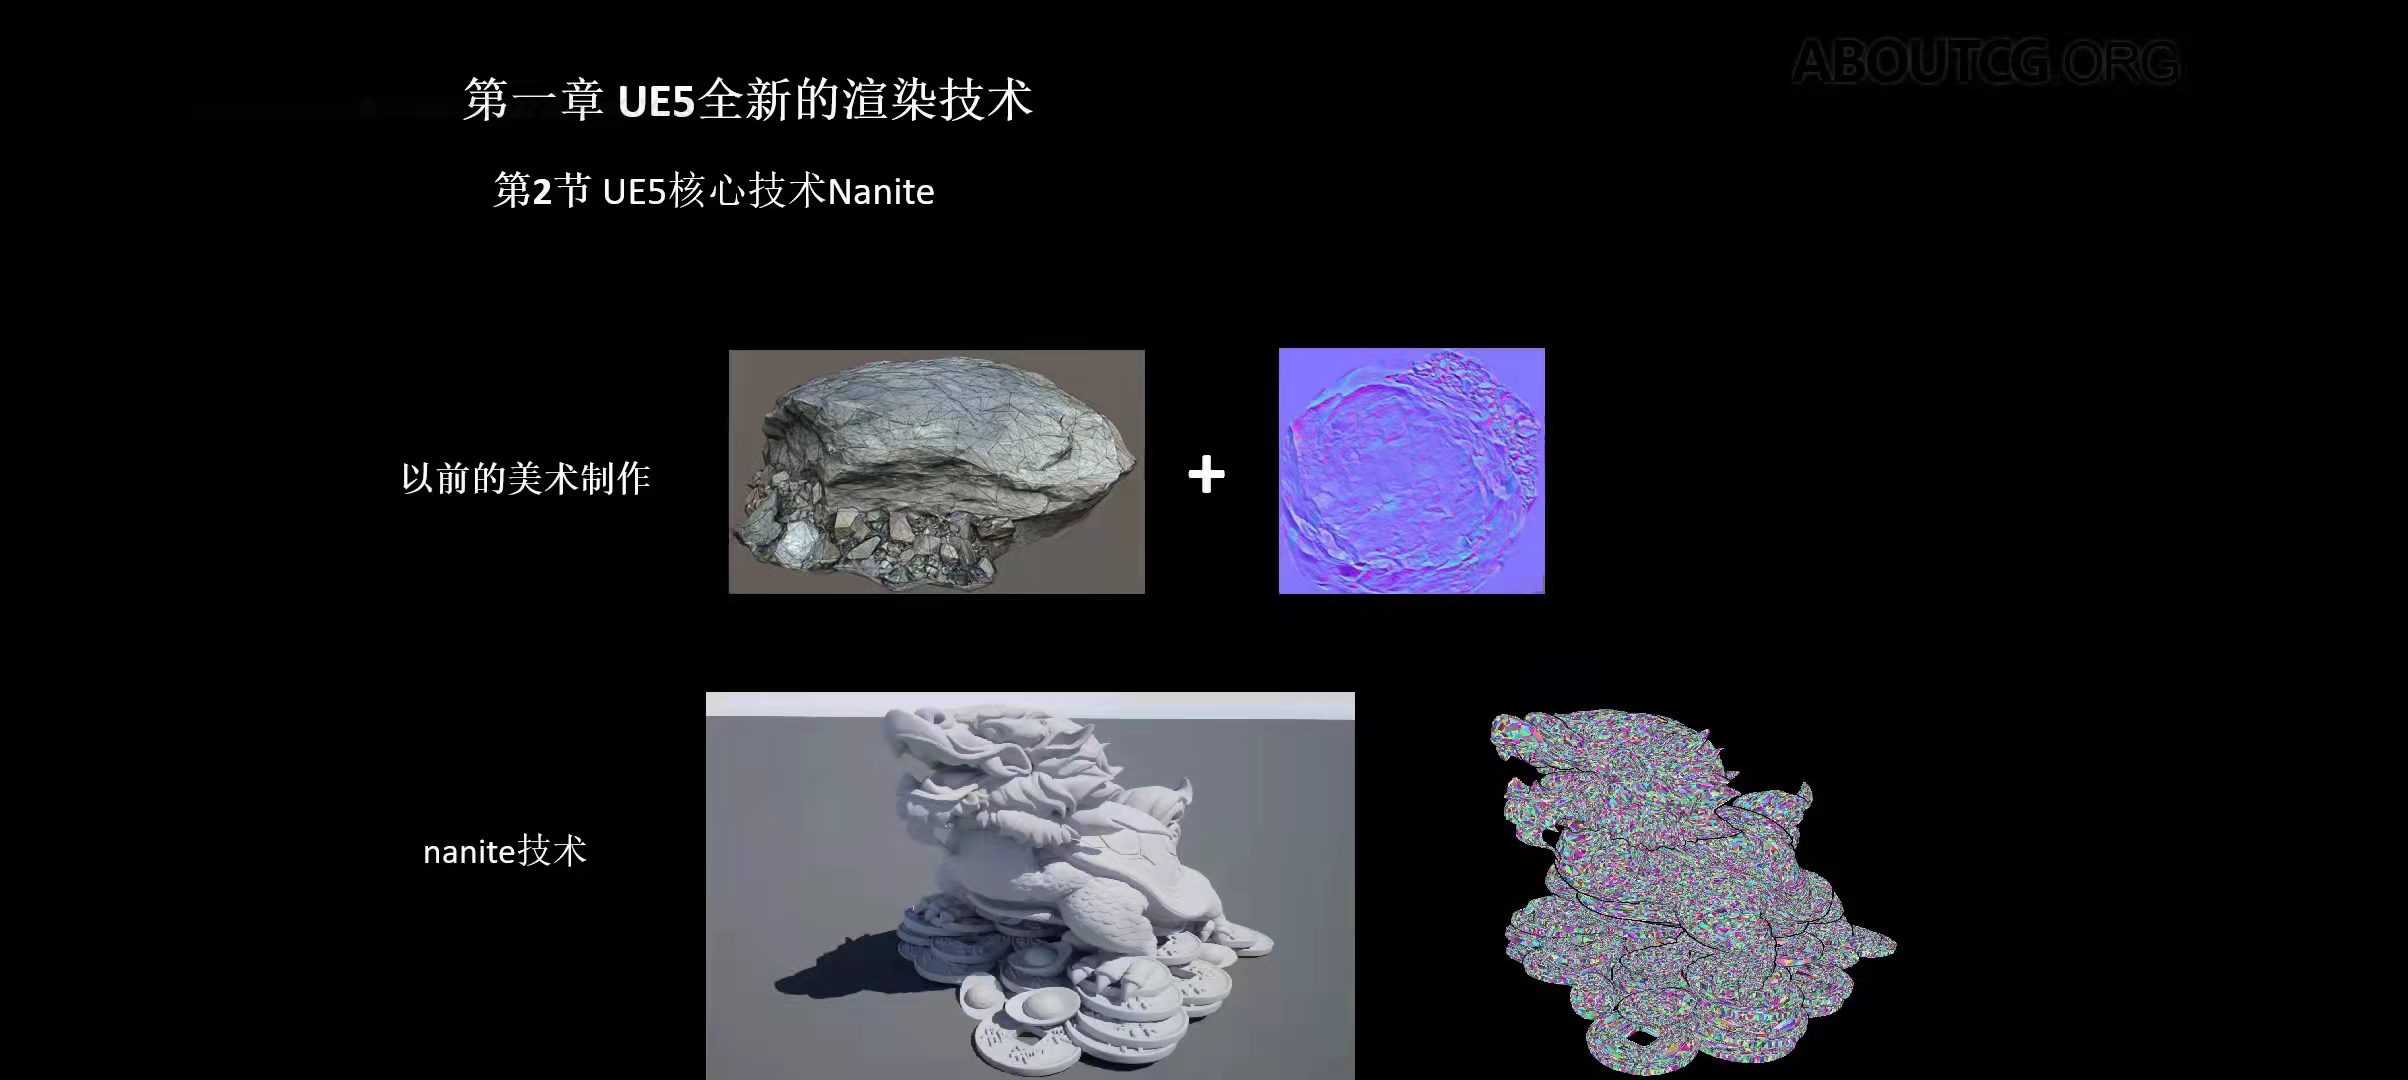 ABOUTCG.ORG
第一章 UE5全新的渲染技术
第2节 UE5核心技术Nanite
以前的美术制作
+
nanite技术